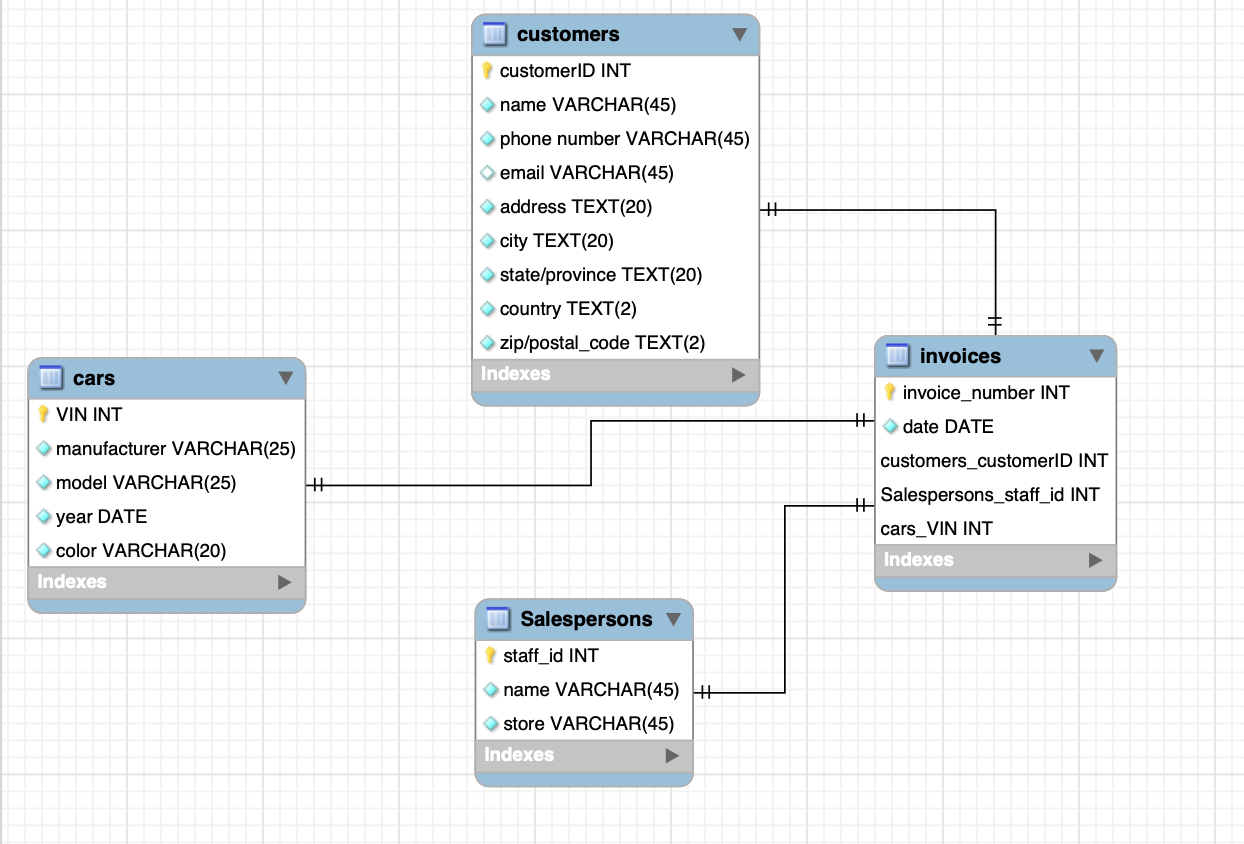 customers
customerID INT
name VARCHAR(45)
phone number VARCHAR(45)
email VARCHAR(45)
address TEXT(20)
city TEXT(20)
state/province TEXT(20)
country TEXT(2)
zip/postal_code TEXT(2)
Indexes
cars
VIN INT
manufacturer VARCHAR(25)
model VARCHAR(25)
year DATE
color VARCHAR(20)
Indexes
invoices
invoice_number INT
date DATE
customers_customerID INT
Salespersons_staff_id INT
cars_VIN INT
Indexes
Salespersons
staff_id INT
name VARCHAR(45)
store VARCHAR(45)
Indexes